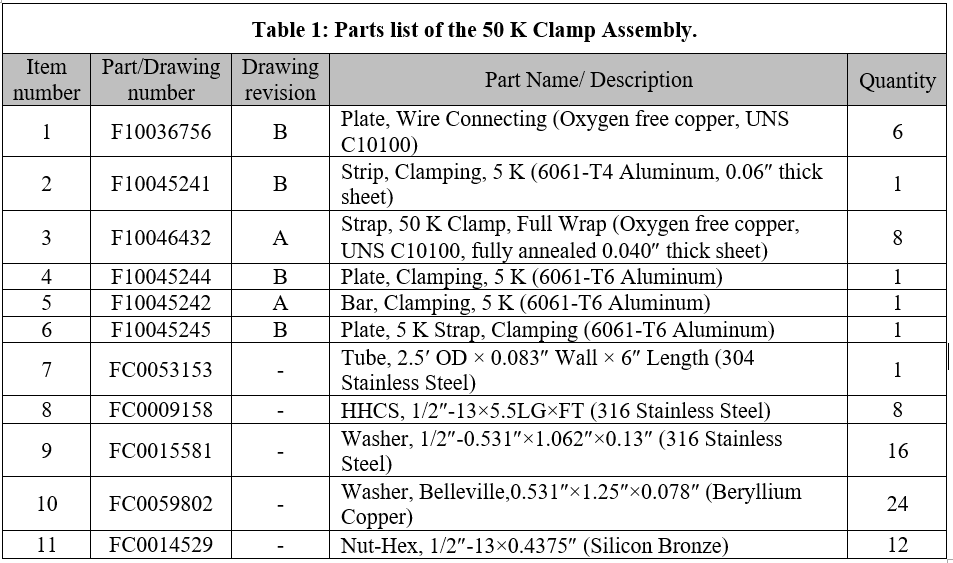 Table 1: Parts list of the 50 K Clamp Assembly.
Item number Part/Drawing number Drawing revision Part Name/ Description Quantity
1 F10036756 B Plate, Wire Connecting (Oxygen free copper, UNS C10100) 6
2 F10045241 B Strip, Clamping, 5 K (6061-T4 Aluminum, 0.06″ thick sheet) 1
3 F10046432 A Strap, 50 K Clamp, Full Wrap (Oxygen free copper, UNS C10100, fully annealed 0.040″ thick sheet) 8
4 F10045244 B Plate, Clamping, 5 K (6061-T6 Aluminum) 1
5 F10045242 A Bar, Clamping, 5 K (6061-T6 Aluminum) 1
6 F10045245 B Plate, 5 K Strap, Clamping (6061-T6 Aluminum) 1
7 FC0053153 - Tube, 2.5′ OD × 0.083″ Wall × 6″ Length (304 Stainless Steel) 1
8 FC0009158 - HHCS, 1/2″-13×5.5LG×FT (316 Stainless Steel) 8
9 FC0015581 - Washer, 1/2″-0.531″×1.062″×0.13″ (316 Stainless Steel) 16
10 FC0059802 - Washer, Belleville,0.531″×1.25″×0.078″ (Beryllium Copper) 24
11 FC0014529 - Nut-Hex, 1/2″-13×0.4375″ (Silicon Bronze) 12